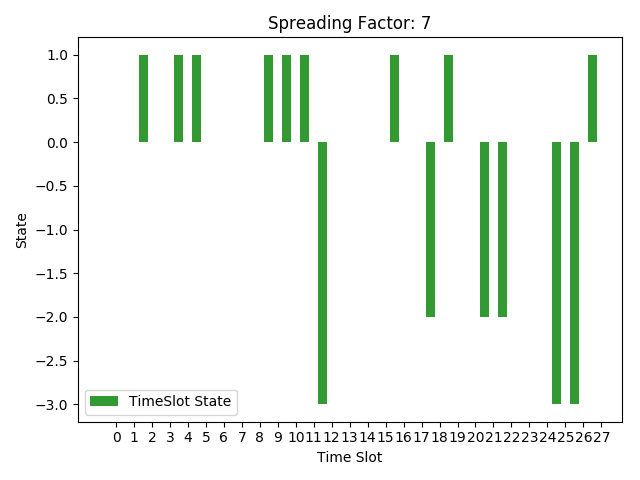 Spreading Factor: 7
1.0
0.5
0.0
−0.5
−1.0
−1.5
−2.0
−2.5
−3.0
State
TimeSlot State
0 1 2 3 4 5 6 7 8 9 10 11 12 13 14 15 16 17 18 19 20 21 22 23 24 25 26 27
Time Slot